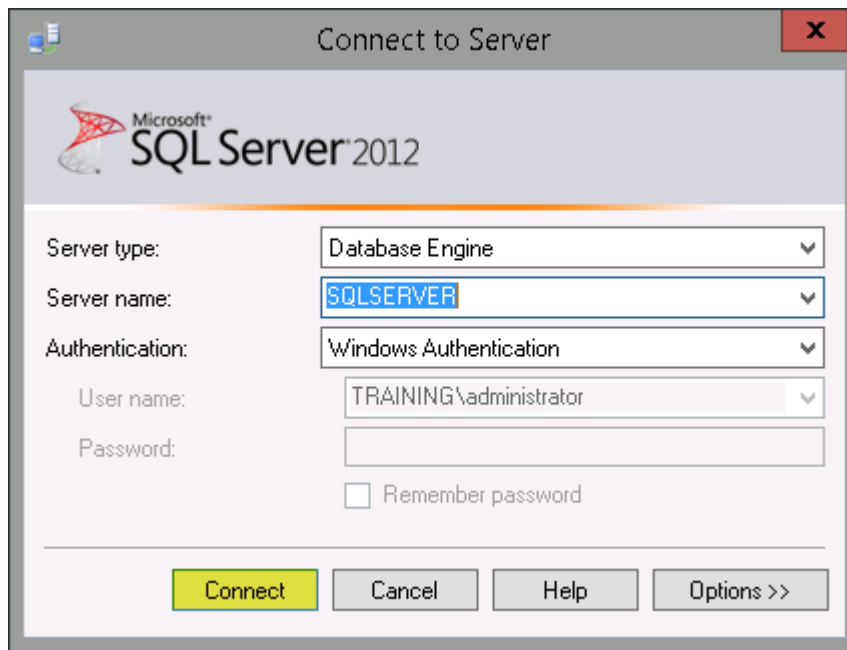 Connect to Server
x
Microsoft®
SQL Server® 2012
Server type: Database Engine
Server name: SQLSERVER
Authentication: Windows Authentication
User name: TRAINING\administrator
Password:
Remember password
Connect Cancel Help Options >>